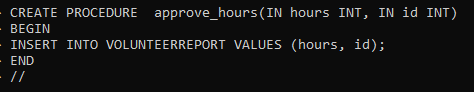 > CREATE PROCEDURE  approve_hours(IN hours INT, IN id INT)
> BEGIN
> INSERT INTO VOLUNTEERREPORT VALUES (hours, id);
> END
> //